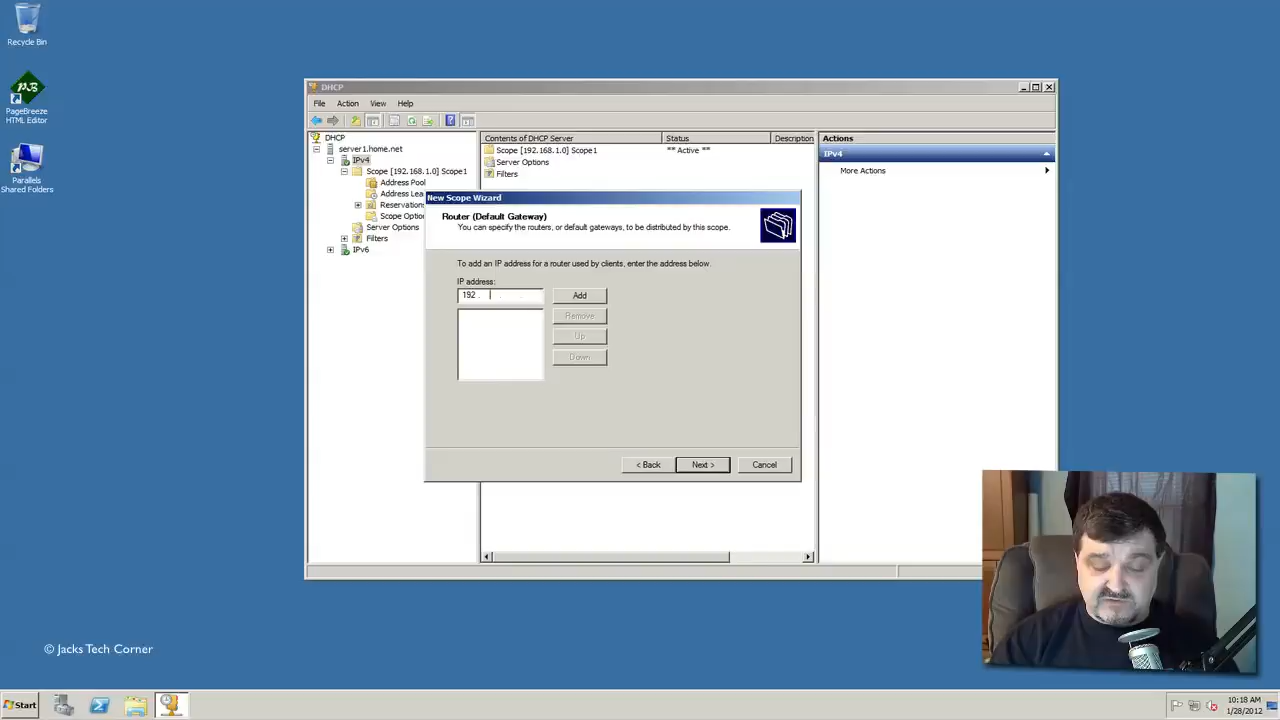 Recycle Bin
PageBreeze
HTML Editor
Parallels
Shared Folders
DHCP
File Action View Help
DHCP
server1.home.net
IPv4
Scope [192.168.1.0] Scope1
Address Pool
Address Lea
Reservations
Scope Optio
Server Options
Filters
IPv6
Contents of DHCP Server Status Description
Scope [192.168.1.0] Scope1 ** Active **
Server Options
Filters
Actions
IPv4
More Actions
New Scope Wizard
Router (Default Gateway)
You can specify the routers, or default gateways, to be distributed by this scope.
To add an IP address for a router used by clients, enter the address below.
IP address:
192 . . .
Add
Remove
Up
Down
< Back Next > Cancel
© Jacks Tech Corner
Start
10:18 AM
1/28/2012